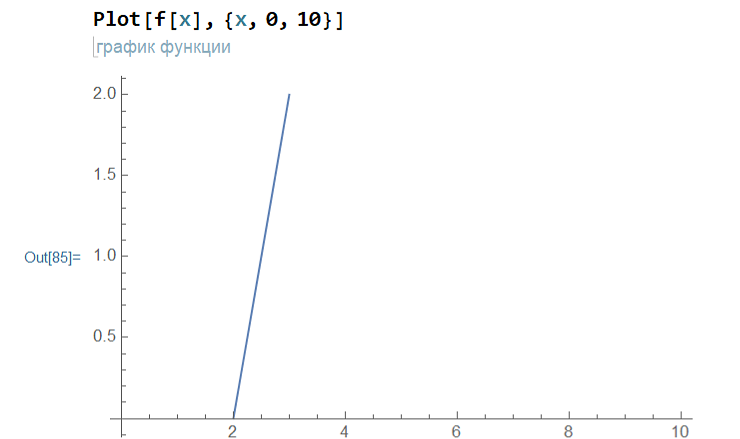 Plot[f[x], {x, 0, 10}]
график функции
2.0
1.5
Out[85]= 1.0
0.5
2 4 6 8 10